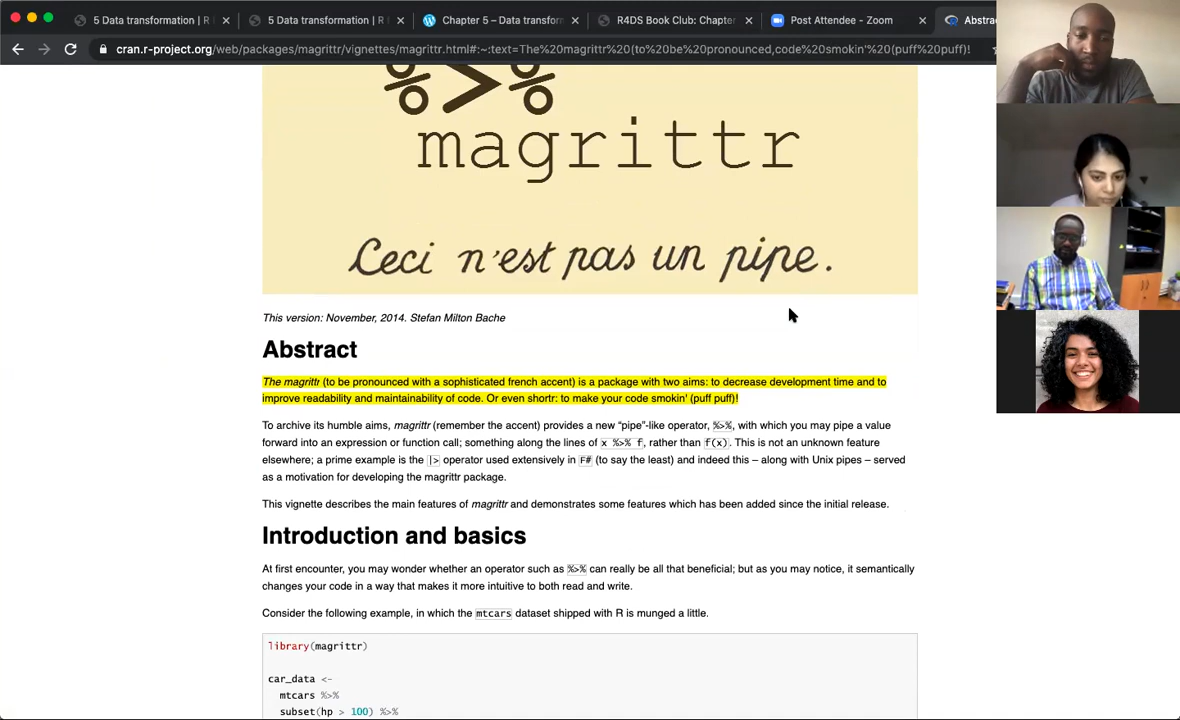 5 Data transformation | R
5 Data transformation | R
Chapter 5 – Data transform
R4DS Book Club: Chapter
Post Attendee - Zoom
Abstrac
cran.r-project.org/web/packages/magrittr/vignettes/magrittr.html#:~:text=The%20magrittr%20(to%20be%20pronounced,code%20smokin'%20(puff%20puff)!
%>%
magrittr
Ceci n'est pas un pipe.
This version: November, 2014. Stefan Milton Bache
Abstract
The magrittr (to be pronounced with a sophisticated french accent) is a package with two aims: to decrease development time and to
improve readability and maintainability of code. Or even shortr: to make your code smokin' (puff puff)!
To archive its humble aims, magrittr (remember the accent) provides a new “pipe”-like operator, %>%, with which you may pipe a value
forward into an expression or function call; something along the lines of x %>% f, rather than f(x). This is not an unknown feature
elsewhere; a prime example is the |> operator used extensively in F# (to say the least) and indeed this – along with Unix pipes – served
as a motivation for developing the magrittr package.
This vignette describes the main features of magrittr and demonstrates some features which has been added since the initial release.
Introduction and basics
At first encounter, you may wonder whether an operator such as %>% can really be all that beneficial; but as you may notice, it semantically
changes your code in a way that makes it more intuitive to both read and write.
Consider the following example, in which the mtcars dataset shipped with R is munged a little.
library(magrittr)
car_data <-
mtcars %>%
subset(hp > 100) %>%